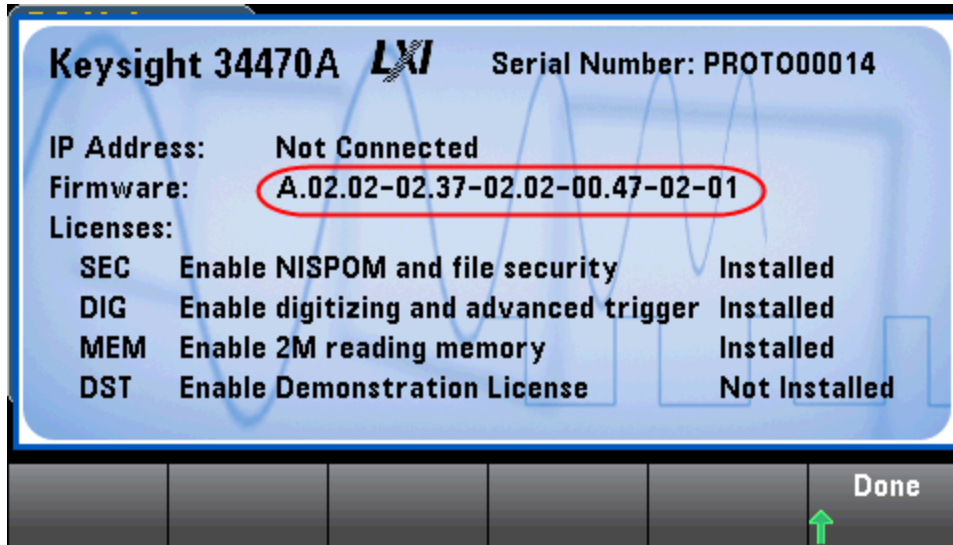 Keysight 34470A LXI Serial Number: PROTO00014
IP Address: Not Connected
Firmware: A.02.02-02.37-02.02-00.47-02-01
Licenses:
SEC Enable NISPOM and file security Installed
DIG Enable digitizing and advanced trigger Installed
MEM Enable 2M reading memory Installed
DST Enable Demonstration License Not Installed
Done